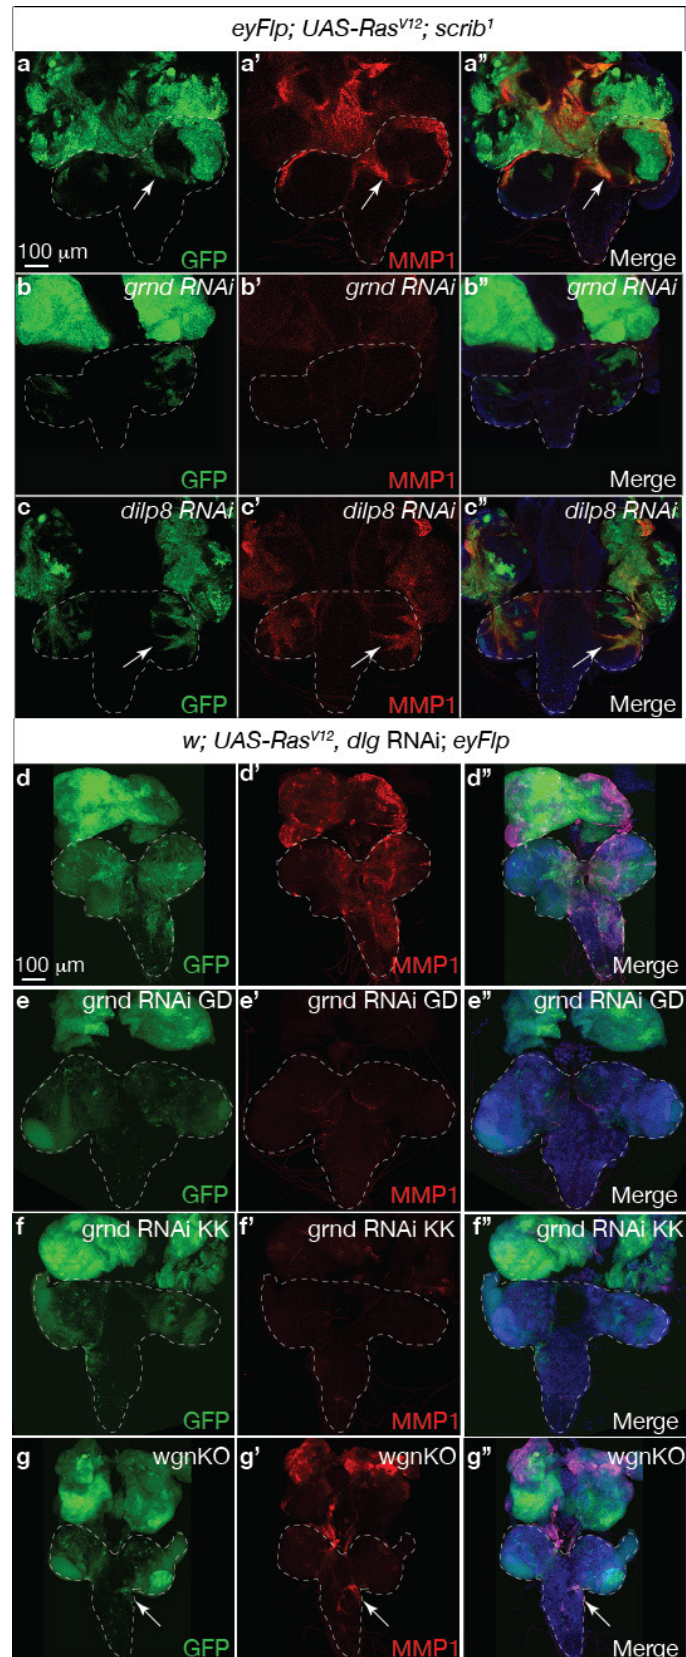 eyFlp; UAS-Rasⱽ¹²; scrib¹
a a' a"
100 µm
GFP MMP1 Merge
b grnd RNAi b' grnd RNAi b" grnd RNAi
GFP MMP1 Merge
c dilp8 RNAi c' dilp8 RNAi c" dilp8 RNAi
GFP MMP1 Merge
w; UAS-Rasⱽ¹², dlg RNAi; eyFlp
d d' d"
100 µm
GFP MMP1 Merge
e grnd RNAi GD e' grnd RNAi GD e" grnd RNAi GD
GFP MMP1 Merge
f grnd RNAi KK f' grnd RNAi KK f" grnd RNAi KK
GFP MMP1 Merge
g wgnKO g' wgnKO g" wgnKO
GFP MMP1 Merge